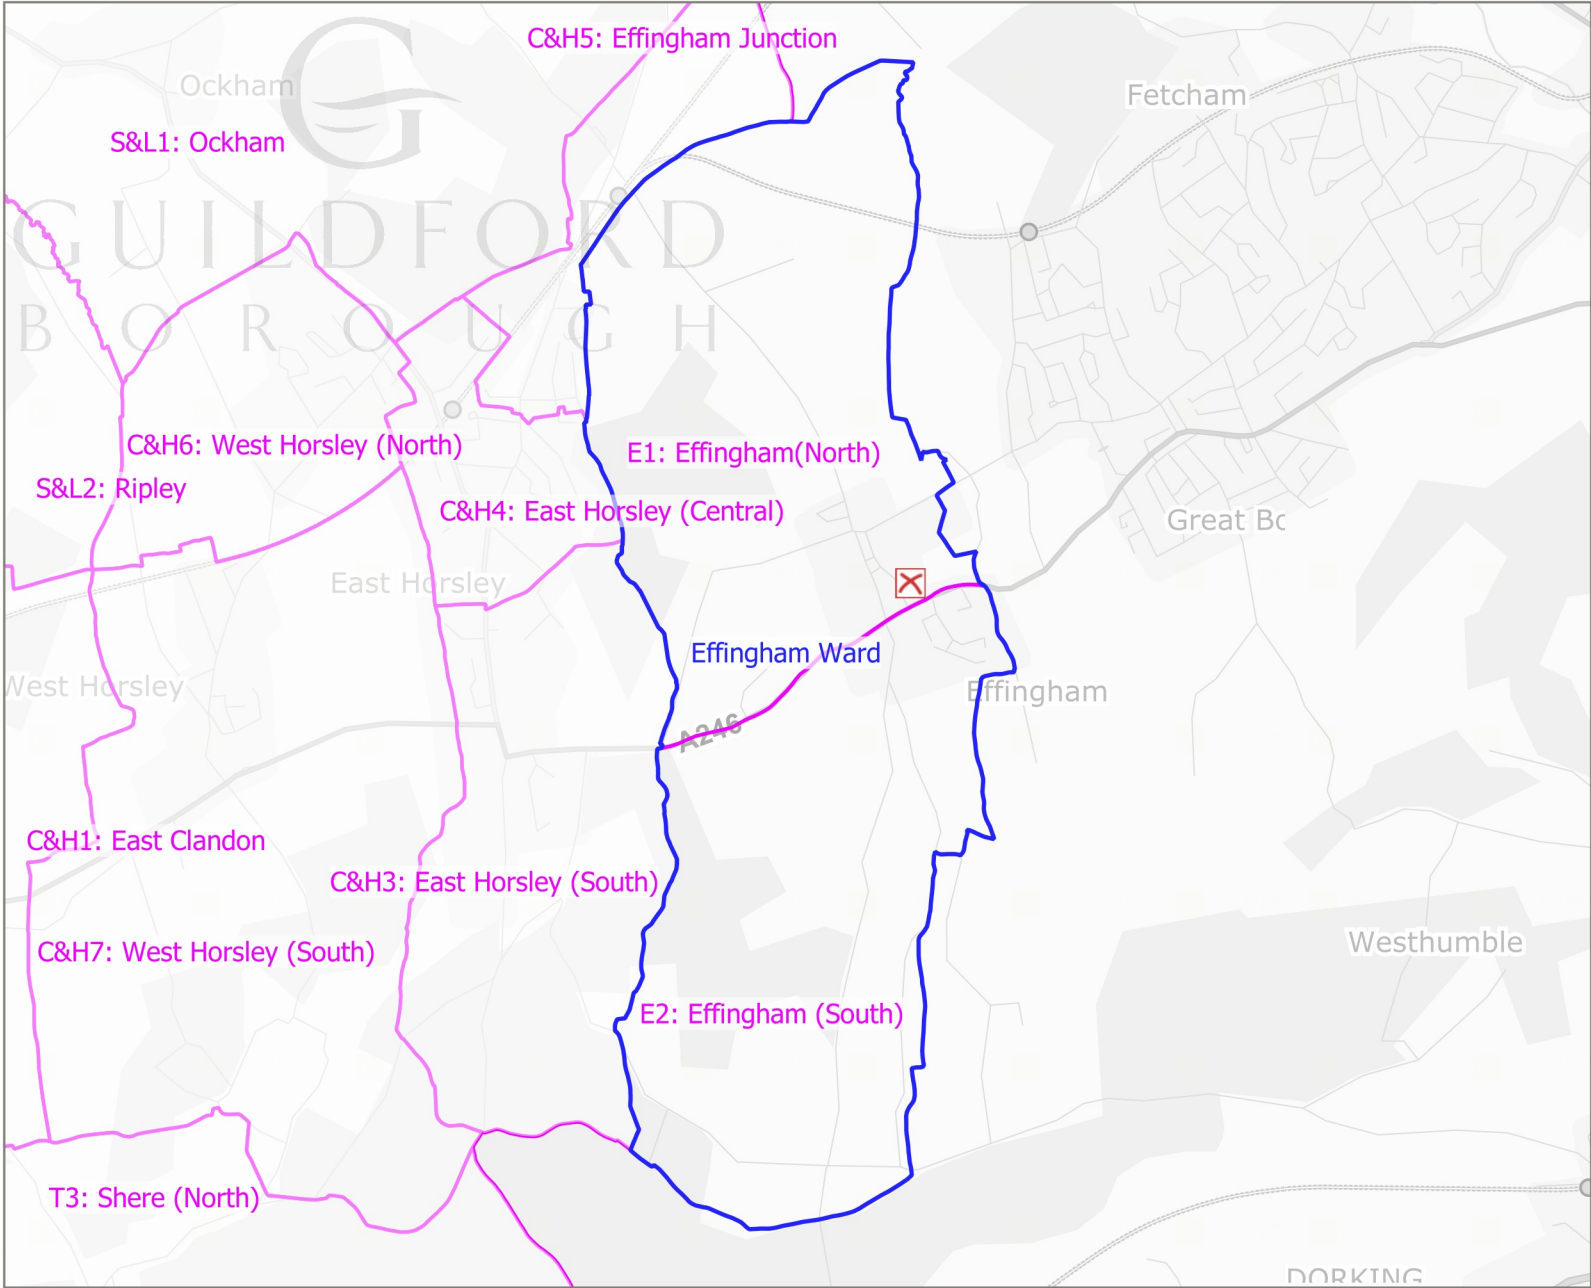 C&H5: Effingham Junction
Ockham
Fetcham
S&L1: Ockham
GUILDFORD
BOROUGH
C&H6: West Horsley (North)
E1: Effingham(North)
S&L2: Ripley
C&H4: East Horsley (Central)
Great Bo
East Horsley
Effingham Ward
West Horsley
Effingham
A246
C&H1: East Clandon
C&H3: East Horsley (South)
C&H7: West Horsley (South)
Westhumble
E2: Effingham (South)
T3: Shere (North)
DORKING